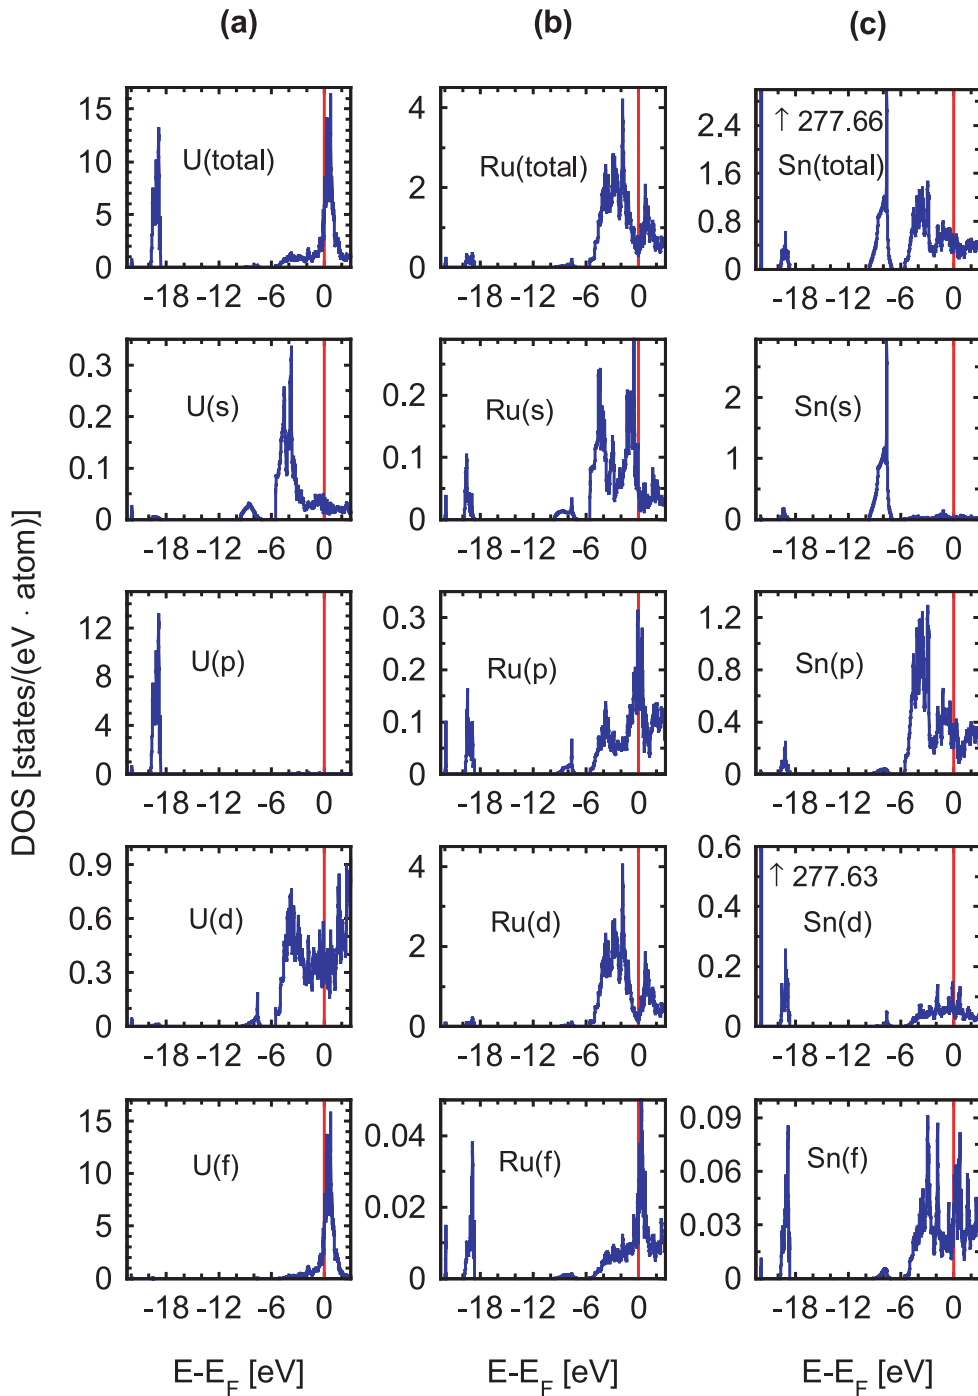 (a) (b) (c)
DOS [states/(eV · atom)]
15
10
5
0
U(total)
-18 -12 -6 0
4
2
0
Ru(total)
-18 -12 -6 0
2.4
1.6
0.8
0
↑ 277.66
Sn(total)
-18 -12 -6 0
0.3
0.2
0.1
0
U(s)
-18 -12 -6 0
0.2
0.1
0
Ru(s)
-18 -12 -6 0
2
1
0
Sn(s)
-18 -12 -6 0
12
8
4
0
U(p)
-18 -12 -6 0
0.3
0.2
0.1
0
Ru(p)
-18 -12 -6 0
1.2
0.8
0.4
0
Sn(p)
-18 -12 -6 0
0.9
0.6
0.3
0
U(d)
-18 -12 -6 0
4
2
0
Ru(d)
-18 -12 -6 0
0.6
0.4
0.2
0
↑ 277.63
Sn(d)
-18 -12 -6 0
15
10
5
0
U(f)
-18 -12 -6 0
E-E_F [eV]
0.04
0.02
0
Ru(f)
-18 -12 -6 0
E-E_F [eV]
0.09
0.06
0.03
0
Sn(f)
-18 -12 -6 0
E-E_F [eV]